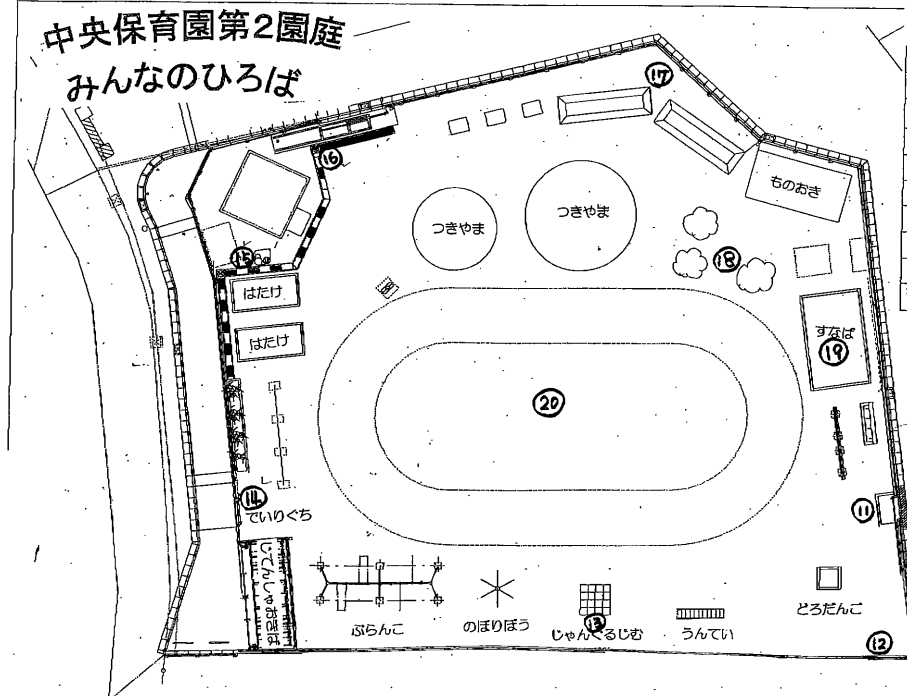 中央保育園第2園庭
みんなのひろば
⑰
⑯
ものおき
つきやま
つきやま
⑱
⑮
はたけ
はたけ
すなば
⑲
⑳
⑭
でいりぐち
⑪
じてんしゃおきば
ぶらんこ
のぼりぼう
⑬
じゃんぐるじむ
うんてい
どろだんご
⑫